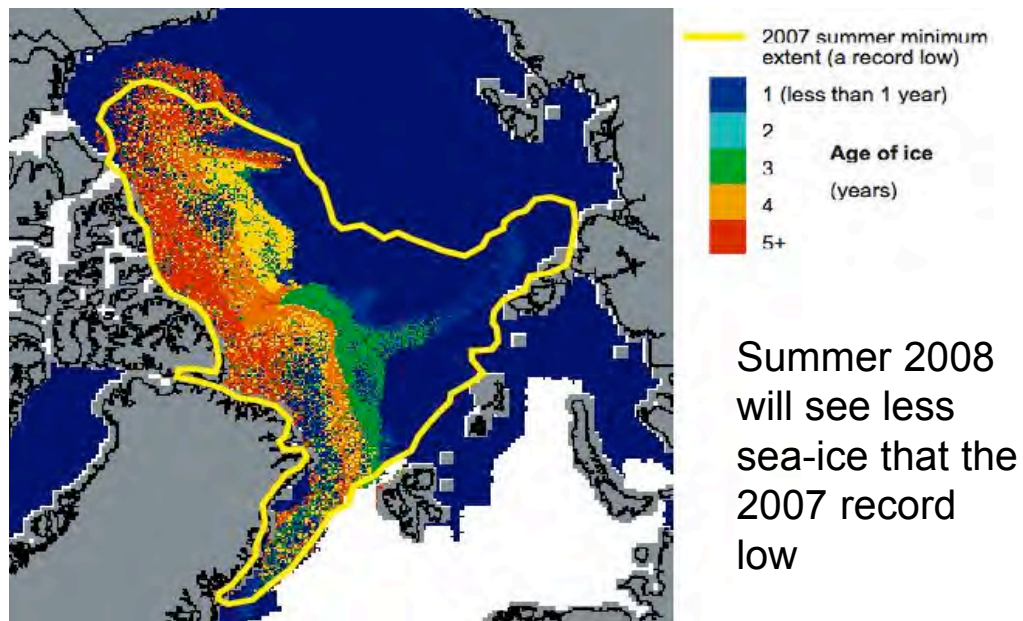 2007 summer minimum
extent (a record low)
1 (less than 1 year)
2
3
4
5+
Age of ice
(years)
Summer 2008
will see less
sea-ice that the
2007 record
low